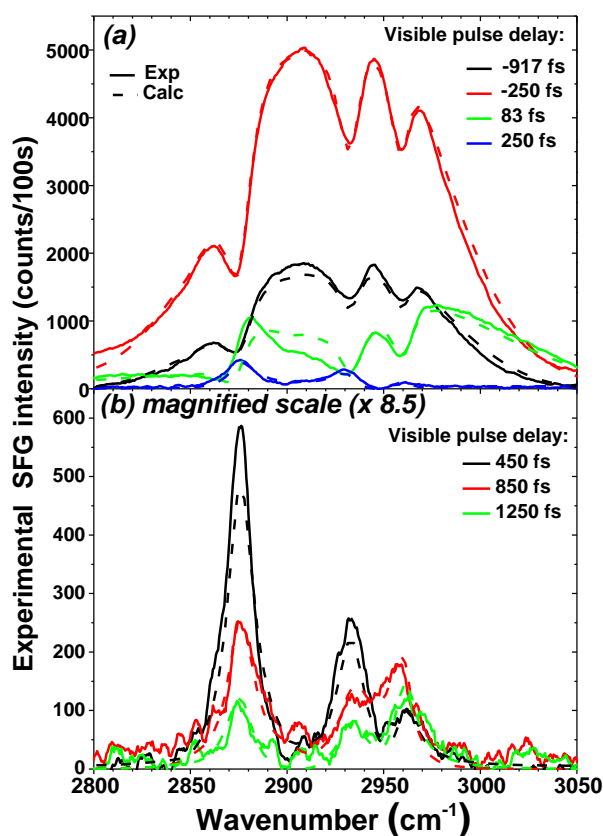 (a)
Exp
Calc
Visible pulse delay:
-917 fs
-250 fs
83 fs
250 fs
5000
4000
3000
2000
1000
0
(b) magnified scale (x 8.5)
Visible pulse delay:
450 fs
850 fs
1250 fs
600
500
400
300
200
100
0
2800 2850 2900 2950 3000 3050
Wavenumber (cm-1)
Experimental SFG intensity (counts/100s)